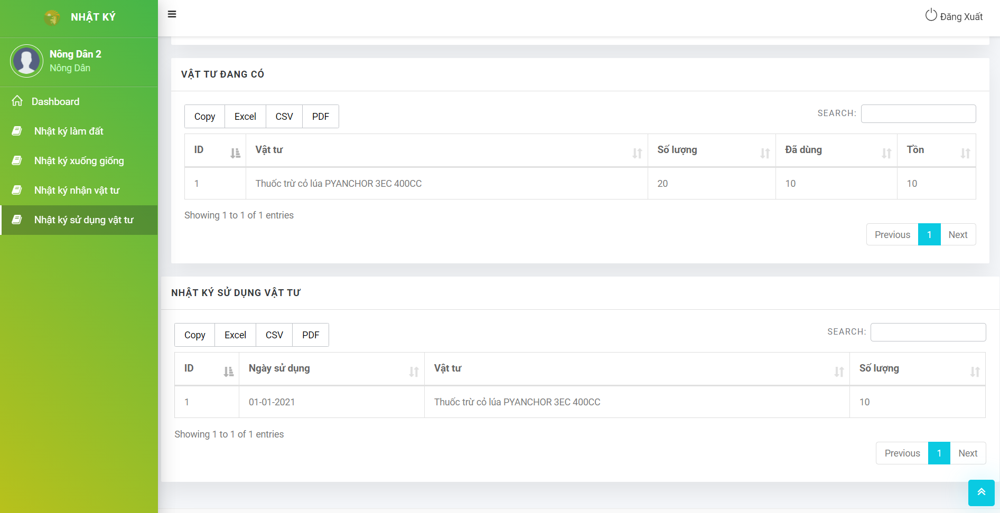 NHẬT KÝ
Đăng Xuất
Nông Dân 2
Nông Dân
Dashboard
Nhật ký làm đất
Nhật ký xuống giống
Nhật ký nhận vật tư
Nhật ký sử dụng vật tư
VẬT TƯ ĐANG CÓ
Copy Excel CSV PDF
SEARCH:
ID Vật tư Số lượng Đã dùng Tồn
1 Thuốc trừ cỏ lúa PYANCHOR 3EC 400CC 20 10 10
Showing 1 to 1 of 1 entries
Previous 1 Next
NHẬT KÝ SỬ DỤNG VẬT TƯ
Copy Excel CSV PDF
SEARCH:
ID Ngày sử dụng Vật tư Số lượng
1 01-01-2021 Thuốc trừ cỏ lúa PYANCHOR 3EC 400CC 10
Showing 1 to 1 of 1 entries
Previous 1 Next